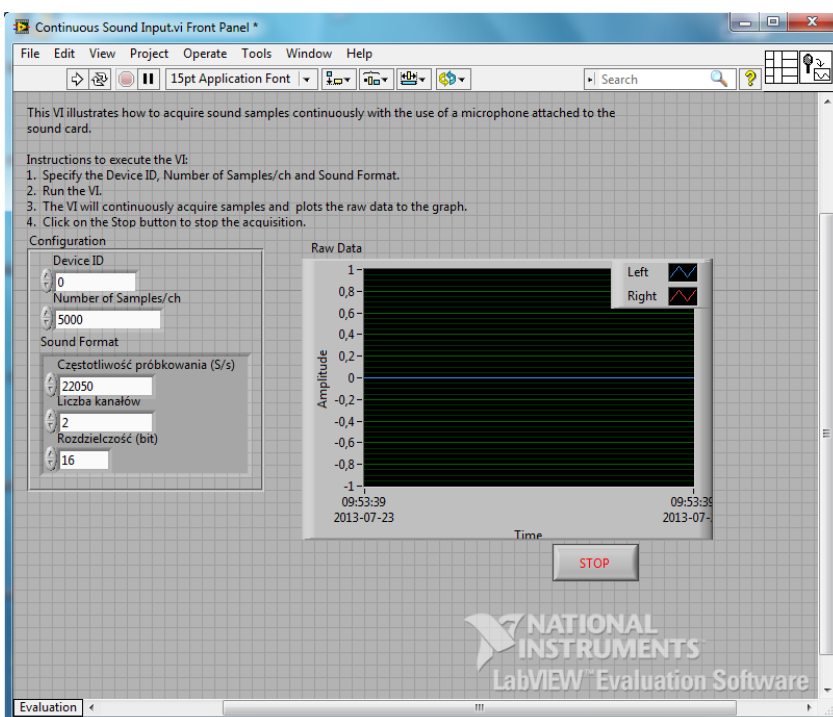 Continuous Sound Input.vi Front Panel *
File Edit View Project Operate Tools Window Help
15pt Application Font
Search
This VI illustrates how to acquire sound samples continuously with the use of a microphone attached to the
sound card.
Instructions to execute the VI:
1. Specify the Device ID, Number of Samples/ch and Sound Format.
2. Run the VI.
3. The VI will continuously acquire samples and plots the raw data to the graph.
4. Click on the Stop button to stop the acquisition.
Configuration
Device ID
0
Number of Samples/ch
5000
Sound Format
Częstotliwość próbkowania (S/s)
22050
Liczba kanałów
2
Rozdzielczość (bit)
16
Raw Data
Left
Right
Amplitude
1
0,8
0,6
0,4
0,2
0
-0,2
-0,4
-0,6
-0,8
-1
09:53:39
2013-07-23
09:53:39
2013-07-
Time
STOP
NATIONAL
INSTRUMENTS
LabVIEW™ Evaluation Software
Evaluation